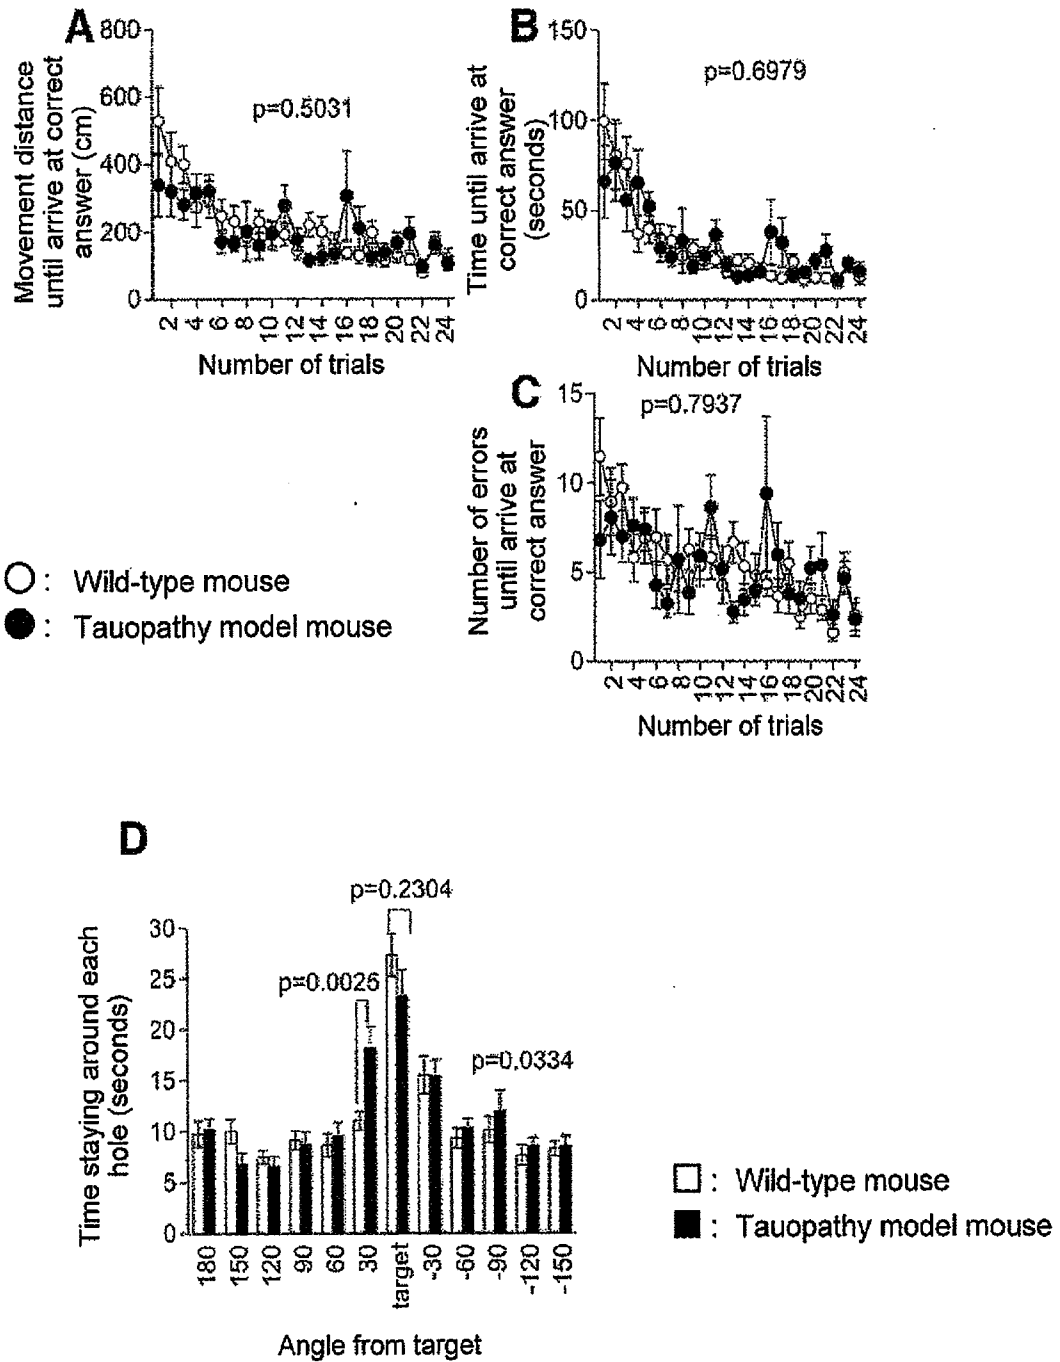 A
Movement distance
until arrive at correct
answer (cm)
800
600
400
200
0
p=0.5031
2
4
6
8
10
12
14
16
18
20
22
24
Number of trials
B
Time until arrive at
correct answer
(seconds)
150
100
50
0
p=0.6979
2
4
6
8
10
12
14
16
18
20
22
24
Number of trials
C
Number of errors
until arrive at
correct answer
15
10
5
0
p=0.7937
2
4
6
8
10
12
14
16
18
20
22
24
Number of trials
: Wild-type mouse
: Tauopathy model mouse
D
Time staying around each
hole (seconds)
30
25
20
15
10
5
0
p=0.2304
p=0.0026
p=0.0334
180
150
120
90
60
30
target
-30
-60
-90
-120
-150
Angle from target
: Wild-type mouse
: Tauopathy model mouse